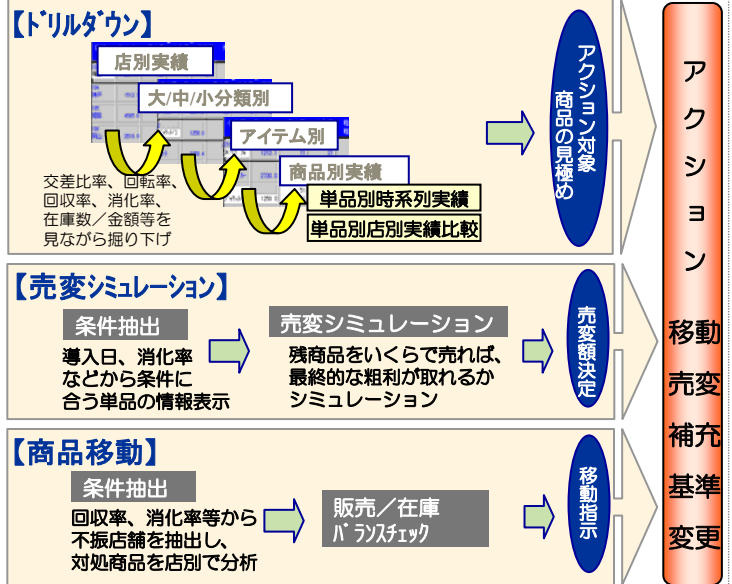 【ﾄﾞﾘﾙﾀﾞｳﾝ】
店別実績
大/中/小分類別
アイテム別
商品別実績
単品別時系列実績
単品別店別実績比較
交差比率、回転率、
回収率、消化率、
在庫数／金額等を
見ながら掘り下げ
アクション対象
商品の見極め
【売変ｼﾐｭﾚｰｼｮﾝ】
条件抽出
導入日、消化率
などから条件に
合う単品の情報表示
売変シミュレーション
残商品をいくらで売れば、
最終的な粗利が取れるか
シミュレーション
売変額決定
【商品移動】
条件抽出
回収率、消化率等から
不振店舗を抽出し、
対処商品を店別で分析
販売／在庫
ﾊﾞﾗﾝｽﾁｪｯｸ
移動指示
アクション
移動
売変
補充
基準
変更